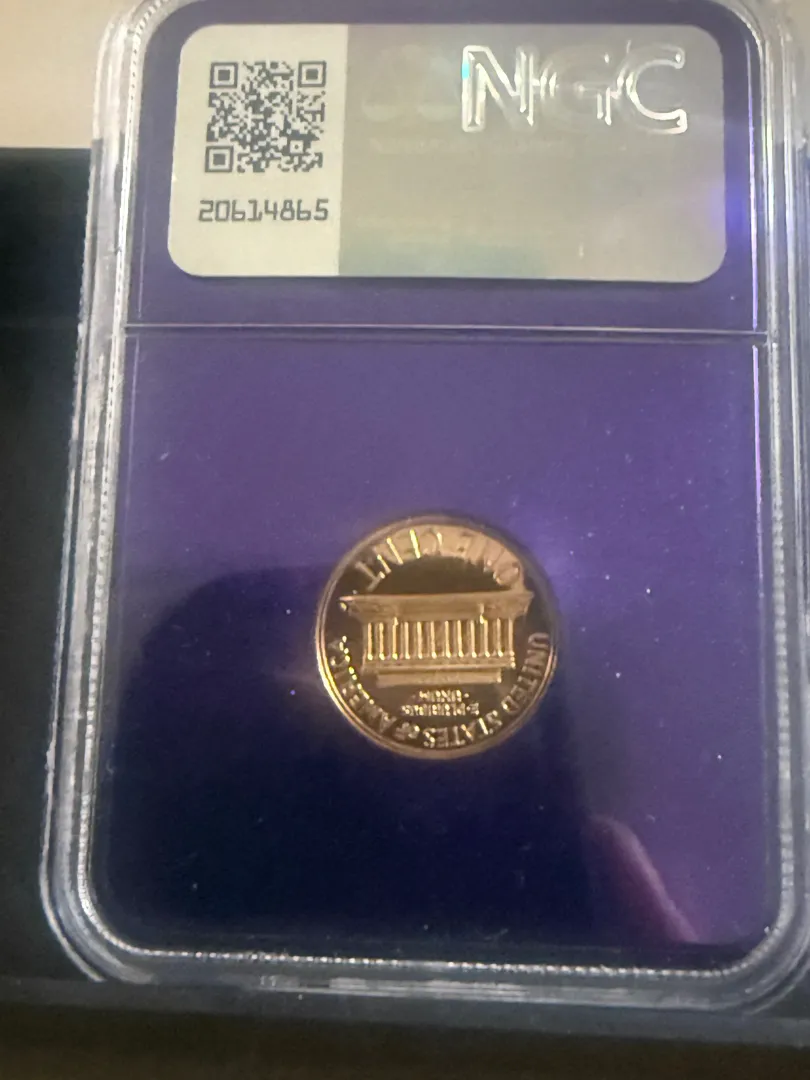 NGC
20614865
ONE CENT
UNITED STATES OF AMERICA
E·PLURIBUS
·UNUM·